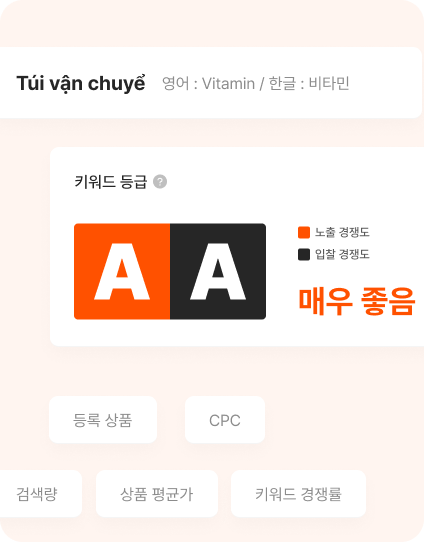 Túi vận chuyể 영어 : Vitamin / 한글 : 비타민
키워드 등급 ?
A A
노출 경쟁도
입찰 경쟁도
매우 좋음
등록 상품 CPC
검색량 상품 평균가 키워드 경쟁률